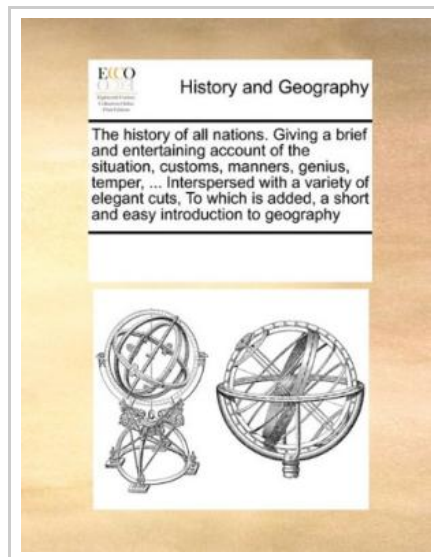 ECCO
History and Geography
The history of all nations. Giving a brief
and entertaining account of the
situation, customs, manners, genius,
temper, ... Interspersed with a variety of
elegant cuts, To which is added, a short
and easy introduction to geography